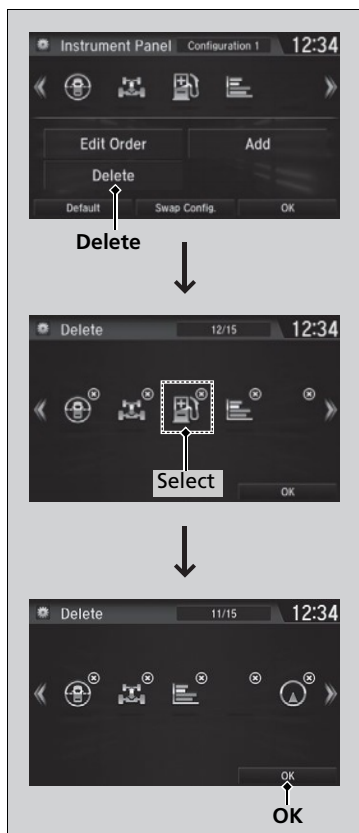 Instrument Panel Configuration 1 12:34
Edit Order Add
Delete
Default Swap Config. OK
Delete
Delete 12/15 12:34
Select
OK
Delete 11/15 12:34
OK
OK